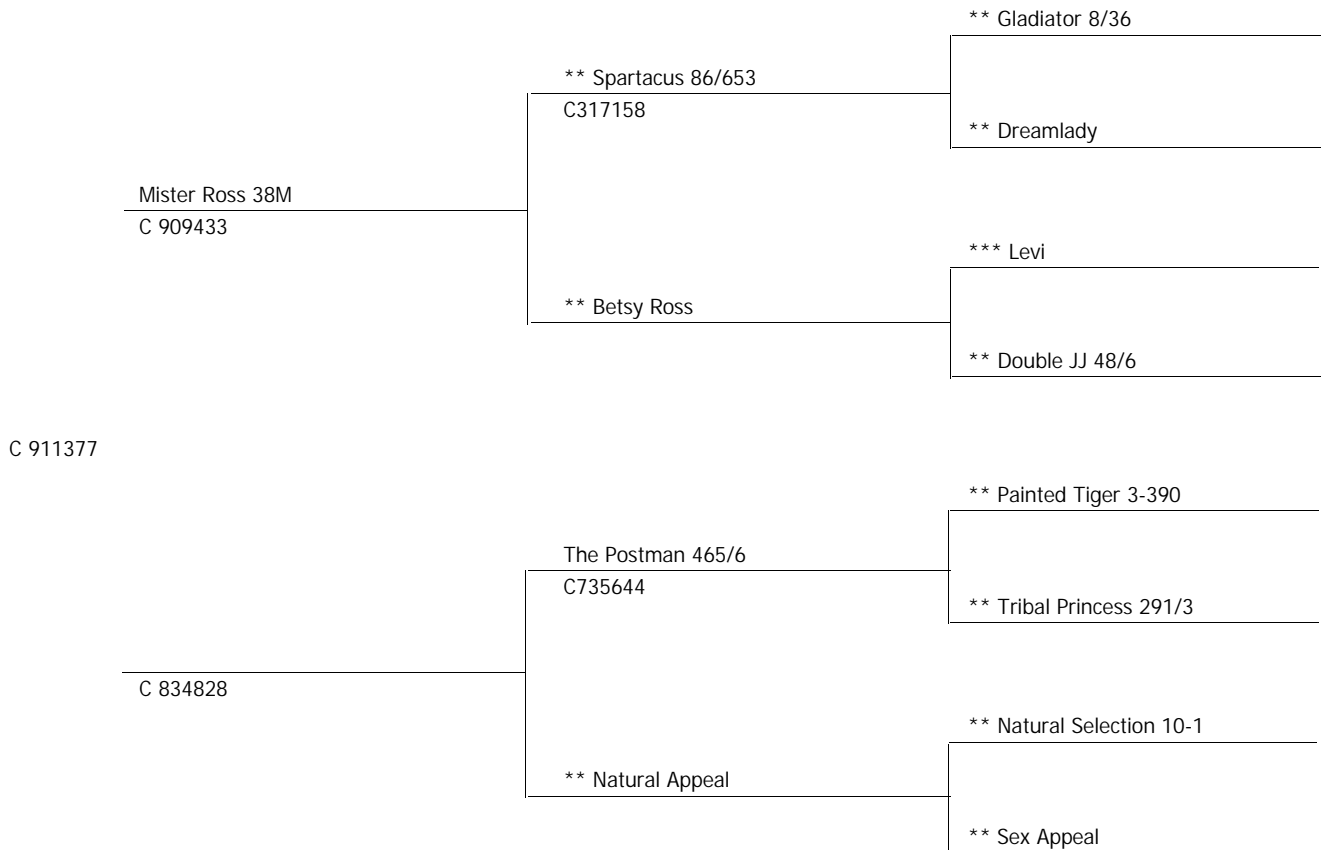 ** Gladiator 8/36
** Spartacus 86/653
C317158
** Dreamlady
Mister Ross 38M
C 909433
*** Levi
** Betsy Ross
** Double JJ 48/6
C 911377
** Painted Tiger 3-390
The Postman 465/6
C735644
** Tribal Princess 291/3
C 834828
** Natural Selection 10-1
** Natural Appeal
** Sex Appeal